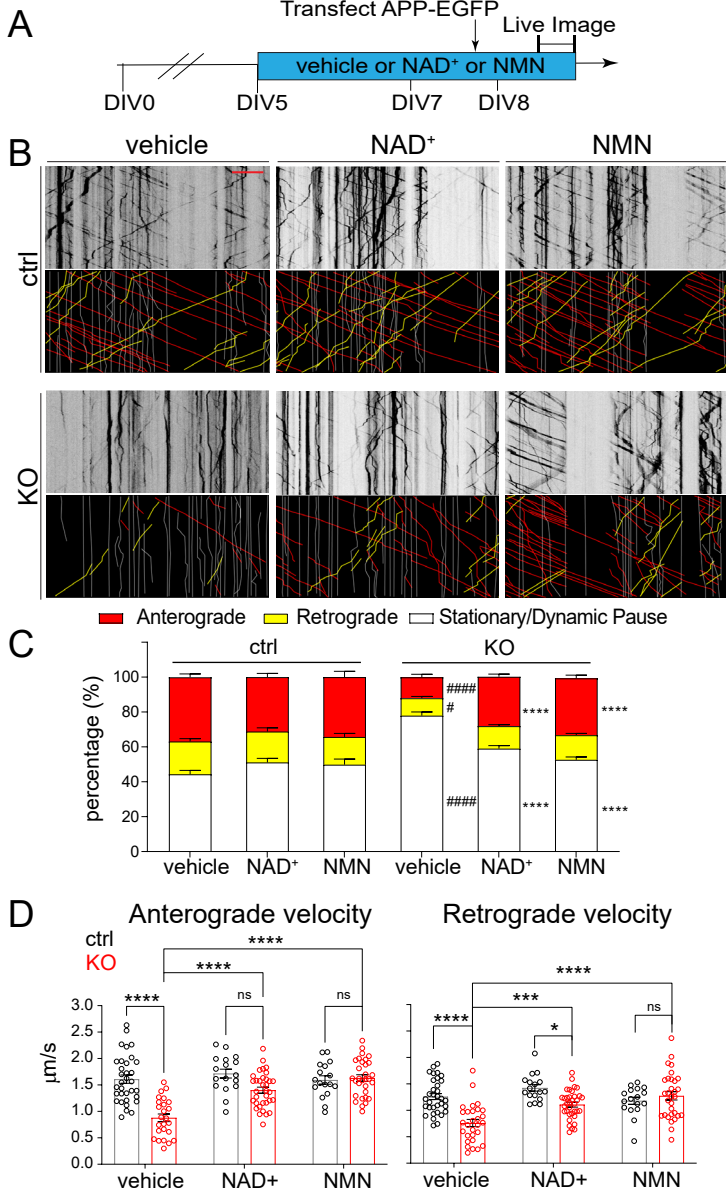 A
Transfect APP-EGFP
Live Image
vehicle or NAD⁺ or NMN
DIV0
DIV5
DIV7
DIV8
B
vehicle
NAD⁺
NMN
ctrl
KO
Anterograde
Retrograde
Stationary/Dynamic Pause
C
ctrl
KO
percentage (%)
100
80
60
40
20
0
####
#
####
****
****
****
****
vehicle
NAD⁺
NMN
vehicle
NAD⁺
NMN
D
Anterograde velocity
Retrograde velocity
ctrl
KO
****
****
****
ns
ns
****
***
****
*
ns
μm/s
3.0
2.5
2.0
1.5
1.0
0.5
0.0
vehicle
NAD+
NMN
vehicle
NAD+
NMN